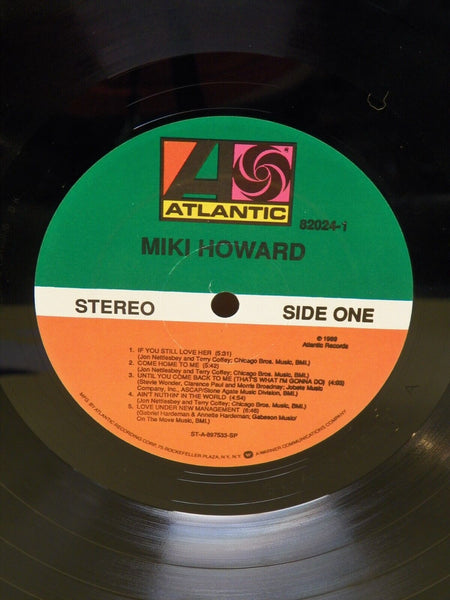 ATLANTIC
82024-1
MIKI HOWARD
STEREO
SIDE ONE
℗ 1989
Atlantic Records
1. IF YOU STILL LOVE HER (5:31)
(Jon Nettlesbey and Terry Coffey; Chicago Bros. Music, BMI.)
2. COME HOME TO ME (5:42)
(Jon Nettlesbey and Terry Coffey; Chicago Bros. Music, BMI.)
3. UNTIL YOU COME BACK TO ME (THAT'S WHAT I'M GONNA DO) (4:03)
(Stevie Wonder, Clarence Paul and Morris Broadnay; Jobete Music
Company, Inc., ASCAP/Stone Agate Music Division, BMI.)
4. AIN'T NUTHIN' IN THE WORLD (4:54)
(Jon Nettlesbey and Terry Coffey; Chicago Bros. Music, BMI.)
5. LOVE UNDER NEW MANAGEMENT (5:46)
(Gabriel Hardeman & Annette Hardeman; Gabeson Music/
On The Move Music, BMI.)
ST-A-897533-SP
MFG. BY ATLANTIC RECORDING CORP., 75 ROCKEFELLER PLAZA, N.Y., N.Y. A WARNER COMMUNICATIONS COMPANY